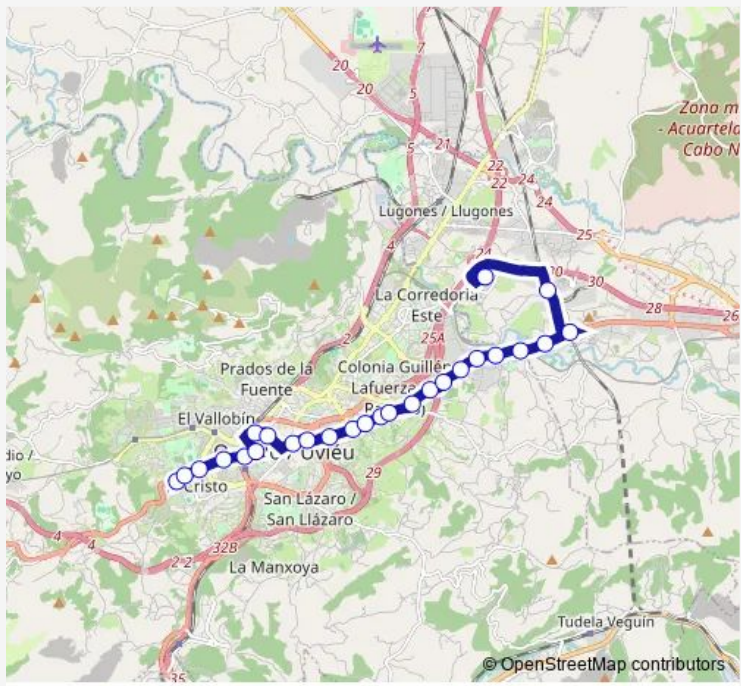 7
20
20
5
Zona m
- Acuartela
Cabo N
5
21
22
22
24
24
Lugones / Llugones
25
4
24
30
30
La Corredoria
Este
28
26
2
25A
Prados de la
Fuente
Colonia Guillén
Lafuerza
El Vallobín
/ Uviéu
dio /
yo
Cristo
29
San Lázaro /
San Llázaro
4
4
2
2
32B
La Manxoya
Tudela Veguín
35
© OpenStreetMap contributors